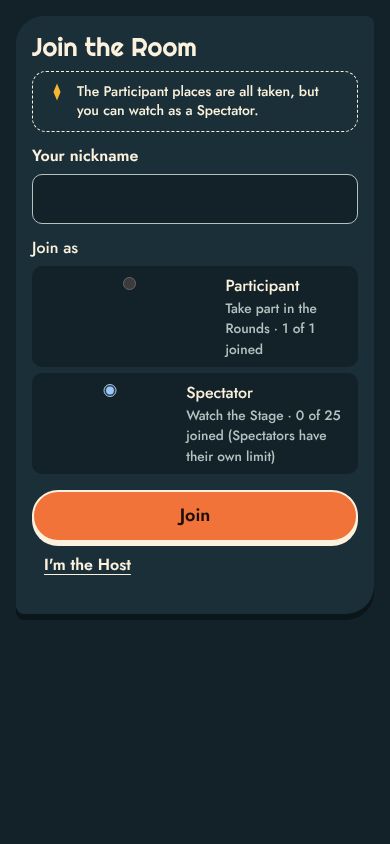 Join the Room
The Participant places are all taken, but
you can watch as a Spectator.
Your nickname
Join as
Participant
Take part in the
Rounds · 1 of 1
joined
Spectator
Watch the Stage · 0 of 25
joined (Spectators have
their own limit)
Join
I'm the Host